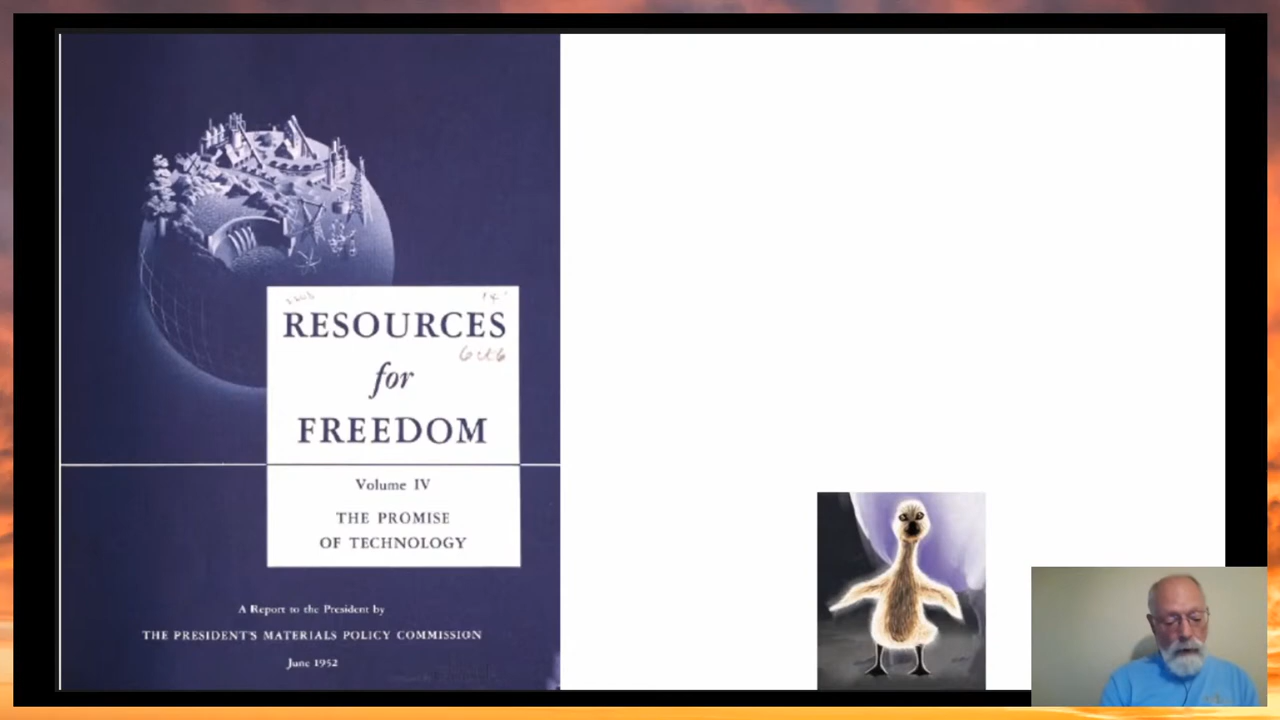 RESOURCES
for
FREEDOM
Volume IV
THE PROMISE
OF TECHNOLOGY
A Report to the President by
THE PRESIDENT'S MATERIALS POLICY COMMISSION
June 1952